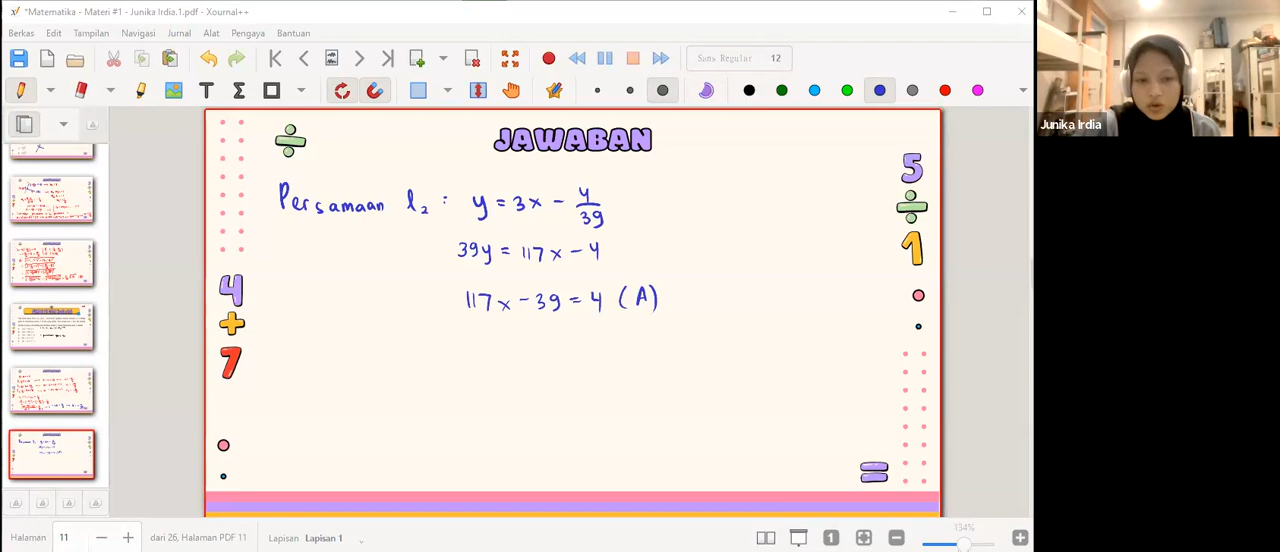 *Matematika - Materi #1 - Junika Irdia.1.pdf - Xournal++
Berkas Edit Tampilan Navigasi Jurnal Alat Pengaya Bantuan
Sans Regular 12
JAWABAN
Persamaan l₂ : y = 3x - 4/39
39y = 117x - 4
117x - 39 = 4 (A)
4
+
7
5
÷
1
=
Halaman 11 dari 26, Halaman PDF 11 Lapisan Lapisan 1
134%
Junika Irdia